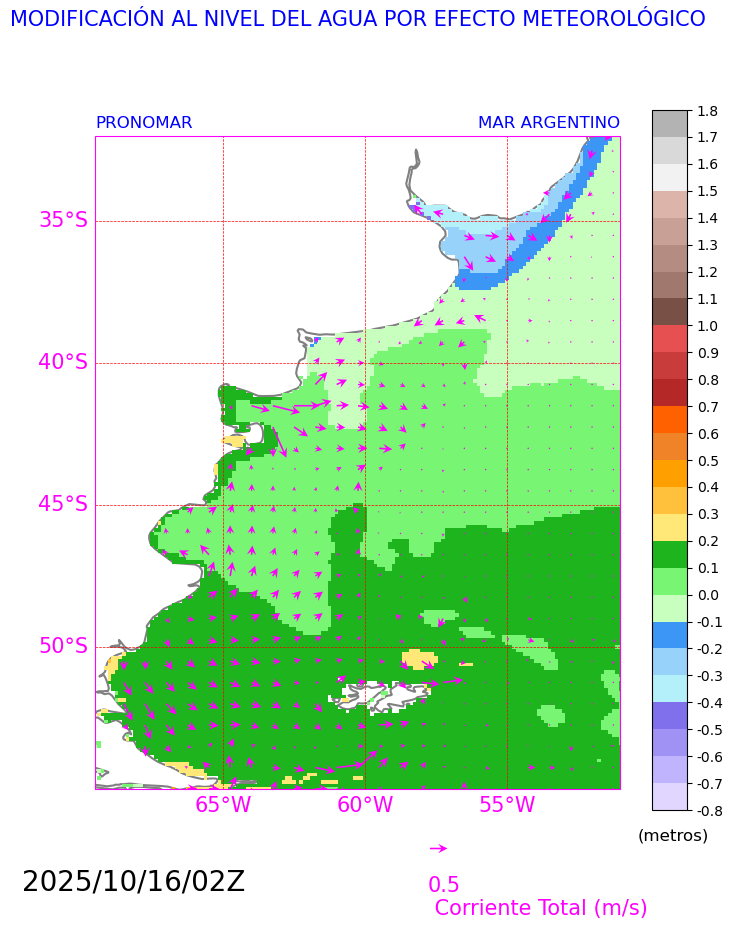 MODIFICACIÓN AL NIVEL DEL AGUA POR EFECTO METEOROLÓGICO
PRONOMAR
MAR ARGENTINO
35°S
40°S
45°S
50°S
65°W
60°W
55°W
1.8
1.7
1.6
1.5
1.4
1.3
1.2
1.1
1.0
0.9
0.8
0.7
0.6
0.5
0.4
0.3
0.2
0.1
0.0
-0.1
-0.2
-0.3
-0.4
-0.5
-0.6
-0.7
-0.8
(metros)
2025/10/16/02Z
0.5
Corriente Total (m/s)